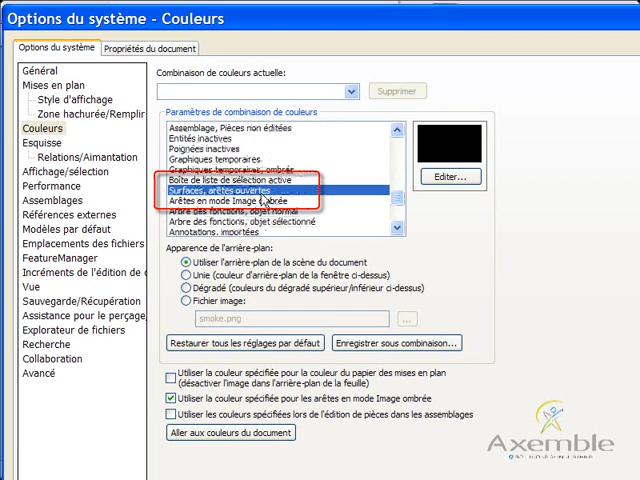 Options du système - Couleurs
Options du système
Propriétés du document
Général
Mises en plan
Style d'affichage
Zone hachurée/Remplir
Couleurs
Esquisse
Relations/Aimantation
Affichage/sélection
Performance
Assemblages
Références externes
Modèles par défaut
Emplacements des fichiers
FeatureManager
Incréments de l'édition de
Vue
Sauvegarde/Récupération
Assistance pour le perçage,
Explorateur de fichiers
Recherche
Collaboration
Avancé
Combinaison de couleurs actuelle:
Supprimer
Paramètres de combinaison de couleurs
Assemblage, Pièces non éditées
Entités inactives
Poignées inactives
Graphiques temporaires
Graphiques temporaires, ombrés
Boîte de liste de sélection active
Surfaces, arêtes ouvertes
Arêtes en mode Image ombrée
Arbre des fonctions, objet normal
Arbre des fonctions, objet sélectionné
Annotations, importées
Editer...
Apparence de l'arrière-plan:
Utiliser l'arrière-plan de la scène du document
Unie (couleur d'arrière-plan de la fenêtre ci-dessus)
Dégradé (couleurs du dégradé supérieur/inférieur ci-dessus)
Fichier image:
smoke.png
...
Restaurer tous les réglages par défaut
Enregistrer sous combinaison...
Utiliser la couleur spécifiée pour la couleur du papier des mises en plan
(désactiver l'image dans l'arrière-plan de la feuille)
Utiliser la couleur spécifiée pour les arêtes en mode Image ombrée
Utiliser les couleurs spécifiées lors de l'édition de pièces dans les assemblages
Aller aux couleurs du document
Axemble